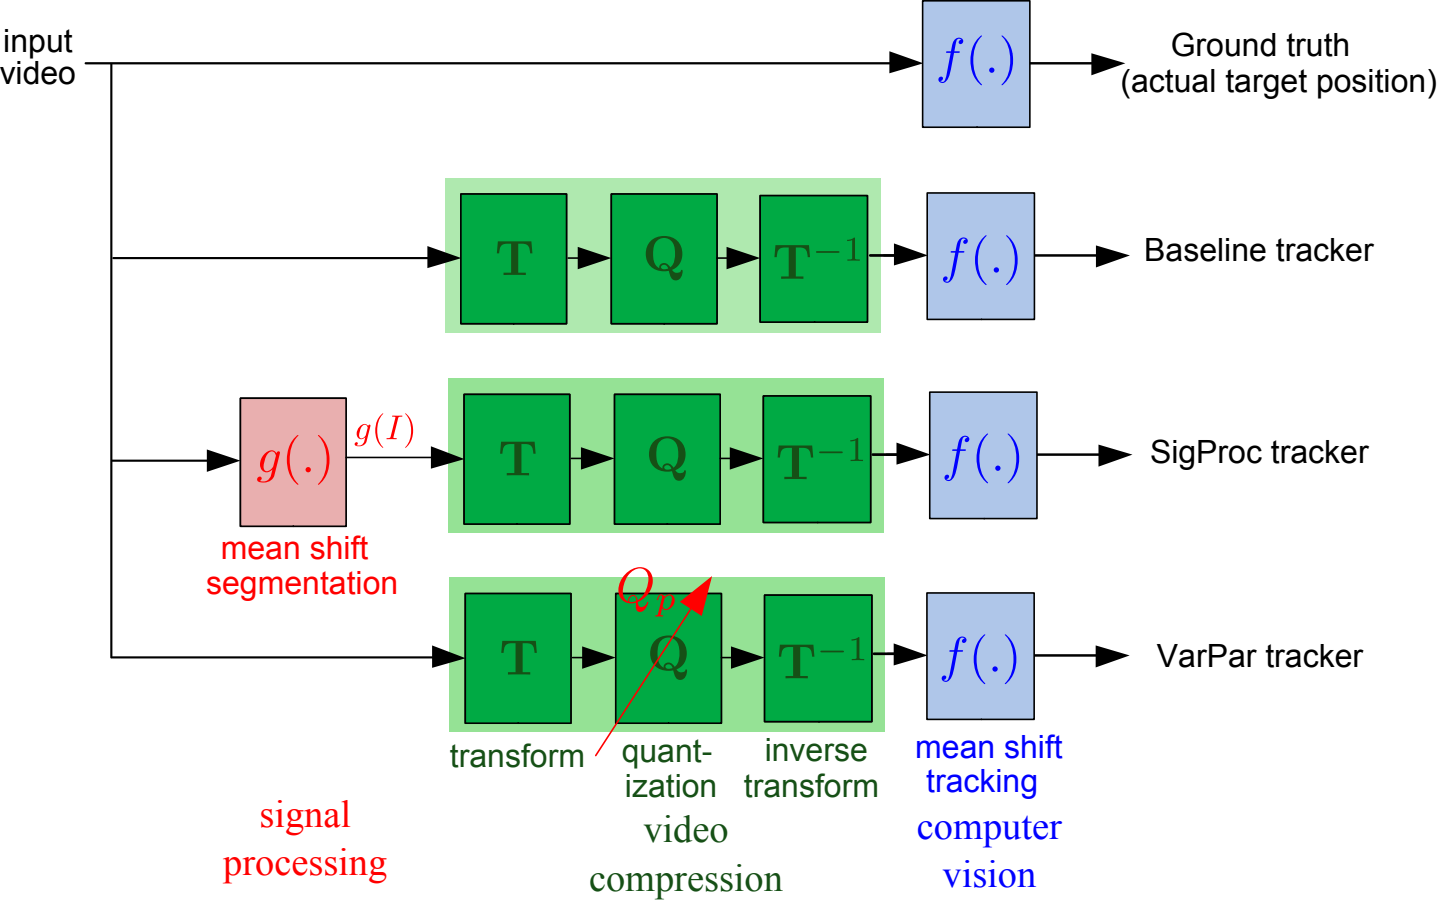 input
video
f(.)
Ground truth
(actual target position)
T
Q
T⁻¹
f(.)
Baseline tracker
g(.)
g(I)
T
Q
T⁻¹
f(.)
SigProc tracker
mean shift
segmentation
Qₚ
T
Q
T⁻¹
f(.)
VarPar tracker
transform
quant-
ization
inverse
transform
mean shift
tracking
signal
processing
video
compression
computer
vision